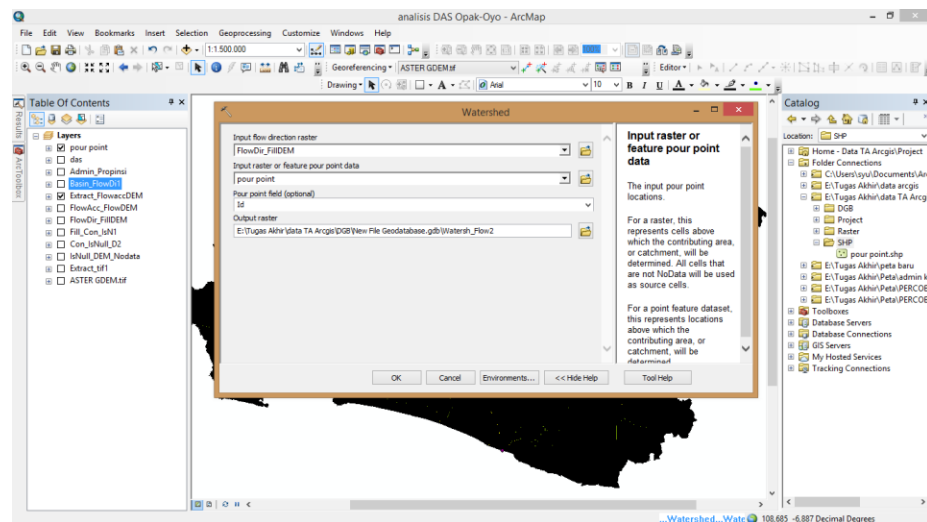 analisis DAS Opak-Oyo - ArcMap
File Edit View Bookmarks Insert Selection Geoprocessing Customize Windows Help
1:1.500.000
Georeferencing ASTER GDEM.tif Editor
Drawing A Arial 10 B I U A
Table Of Contents
Layers
pour point
das
Admin_Propinsi
Basin_FlowDi1
Extract_FlowaccDEM
FlowAcc_FlowDEM
FlowDir_FillDEM
Fill_Con_IsN1
Con_IsNull_D2
IsNull_DEM_Nodata
Extract_tif1
ASTER GDEM.tif
Results
ArcToolbox
Watershed
Input flow direction raster
FlowDir_FillDEM
Input raster or feature pour point data
pour point
Pour point field (optional)
Id
Output raster
E:\Tugas Akhir\data TA Arcgis\DGB\New File Geodatabase.gdb\Watersh_Flow2
OK Cancel Environments... << Hide Help Tool Help
Input raster or
feature pour point
data
The input pour point
locations.
For a raster, this
represents cells above
which the contributing area,
or catchment, will be
determined. All cells that
are not NoData will be used
as source cells.
For a point feature dataset,
this represents locations
above which the
contributing area, or
catchment, will be
determined.
Catalog
Location: SHP
Home - Data TA Arcgis\Project
Folder Connections
C:\Users\syu\Documents\Ar
E:\Tugas Akhir\data arcgis
E:\Tugas Akhir\data TA Arcg
DGB
Project
Raster
SHP
pour point.shp
E:\Tugas Akhir\peta baru
E:\Tugas Akhir\Peta\admin k
E:\Tugas Akhir\Peta\PERCOB
E:\Tugas Akhir\Peta\PERCOB
Toolboxes
Database Servers
Database Connections
GIS Servers
My Hosted Services
Tracking Connections
...Watershed...Wate 108.685 -6.887 Decimal Degrees